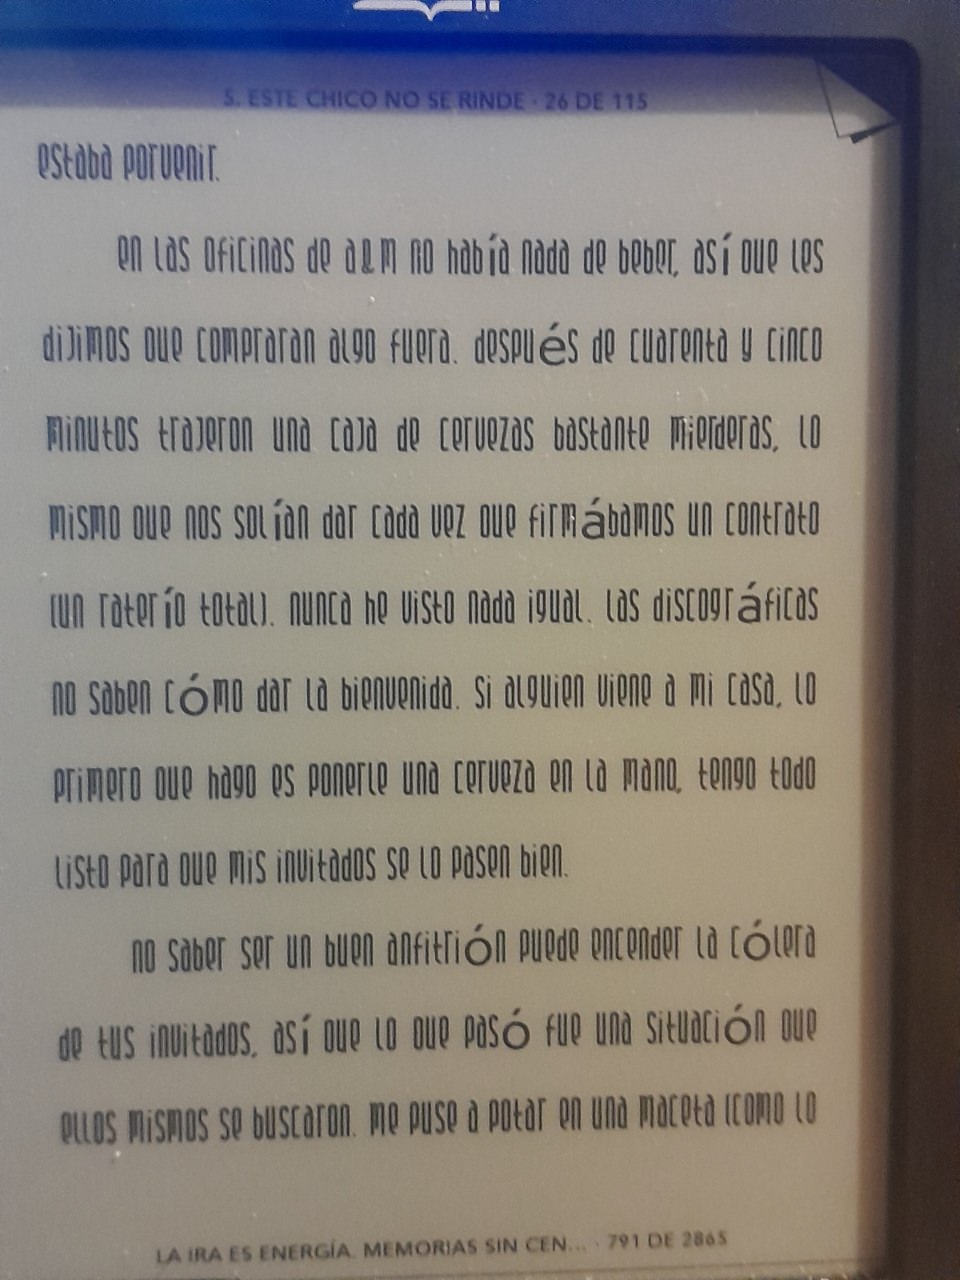 5. ESTE CHICO NO SE RINDE · 26 DE 115
estaba porvenir.
en las oficinas de a&m no había nada de beber, así que les
dijimos que compraran algo fuera. después de cuarenta y cinco
minutos trajeron una caja de cervezas bastante mierderas, lo
mismo que nos solían dar cada vez que firmábamos un contrato
(un raterío total). nunca he visto nada igual. las discográficas
no saben cómo dar la bienvenida. si alguien viene a mi casa, lo
primero que hago es ponerle una cerveza en la mano, tengo todo
listo para que mis invitados se lo pasen bien.
no saber ser un buen anfitrión puede encender la cólera
de tus invitados, así que lo que pasó fue una situación que
ellos mismos se buscaron. me puse a potar en una maceta (como lo
LA IRA ES ENERGÍA. MEMORIAS SIN CEN... · 791 DE 2865